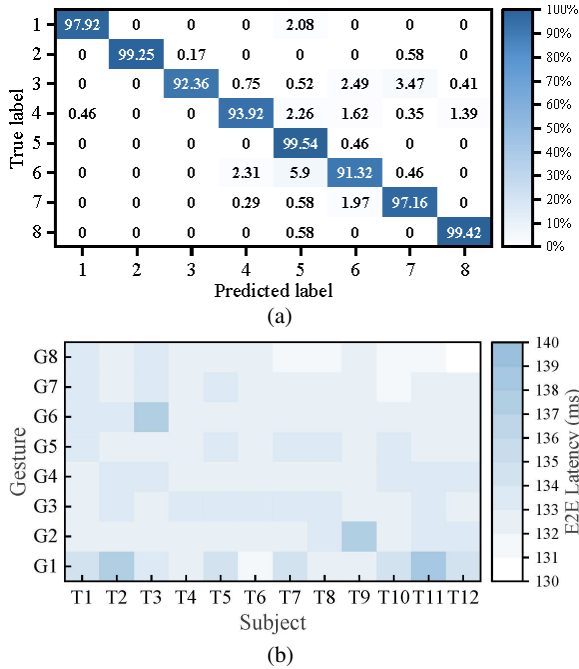 1 97.92 0 0 0 2.08 0 0 0 100%
2 0 99.25 0.17 0 0 0 0.58 0 90%
80%
3 0 0 92.36 0.75 0.52 2.49 3.47 0.41 70%
4 0.46 0 0 93.92 2.26 1.62 0.35 1.39 60%
50%
5 0 0 0 0 99.54 0.46 0 0 40%
6 0 0 0 2.31 5.9 91.32 0.46 0 30%
7 0 0 0 0.29 0.58 1.97 97.16 0 20%
10%
8 0 0 0 0 0.58 0 0 99.42 0%
True label
1 2 3 4 5 6 7 8
Predicted label
(a)
G8
G7
G6
G5
G4
G3
G2
G1
Gesture
T1 T2 T3 T4 T5 T6 T7 T8 T9 T10 T11 T12
Subject
140
139
138
137
136
135
134
133
132
131
130
E2E Latency (ms)
(b)